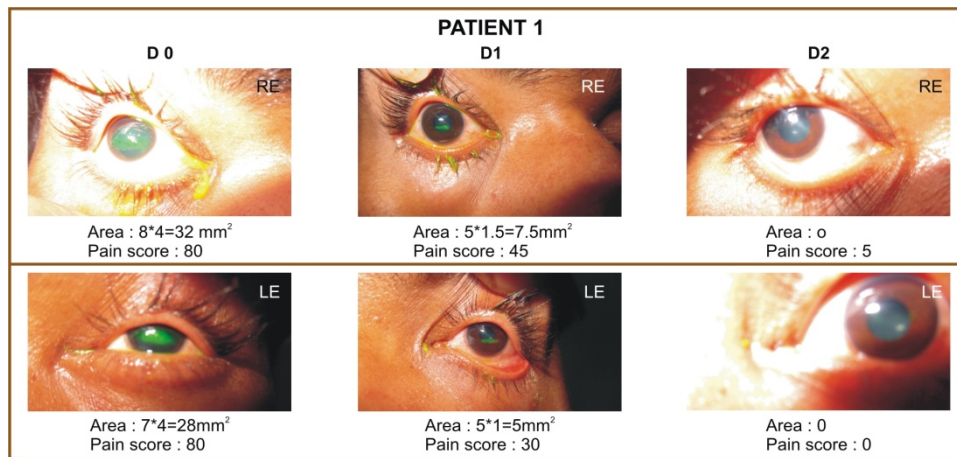 PATIENT 1
D 0 D1 D2
RE RE RE
Area : 8*4=32 mm² Area : 5*1.5=7.5mm² Area : o
Pain score : 80 Pain score : 45 Pain score : 5
LE LE LE
Area : 7*4=28mm² Area : 5*1=5mm² Area : 0
Pain score : 80 Pain score : 30 Pain score : 0